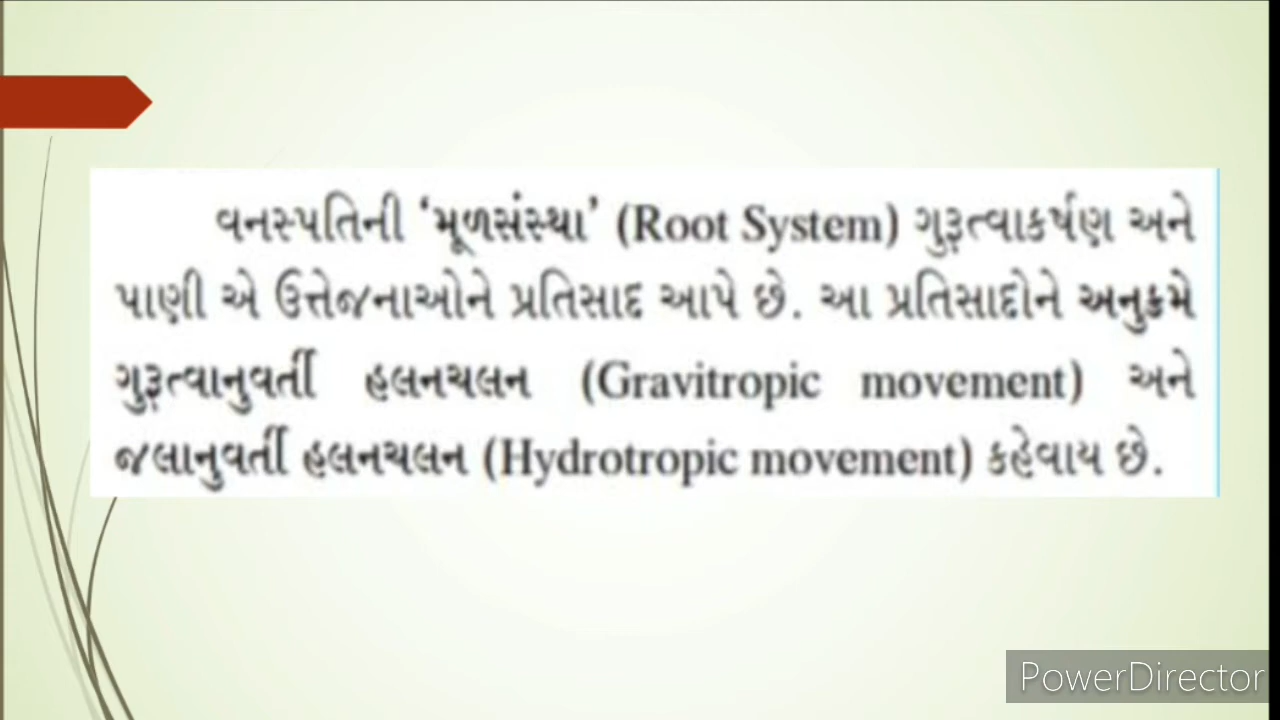 વનસ્પતિની ‘મૂળસંસ્થા’ (Root System) ગુરૂત્વાકર્ષણ અને
પાણી એ ઉત્તેજનાઓને પ્રતિસાદ આપે છે. આ પ્રતિસાદોને અનુક્રમે
ગુરૂત્વાનુવર્તી હલનચલન (Gravitropic movement) અને
જલાનુવર્તી હલનચલન (Hydrotropic movement) કહેવાય છે.
PowerDirector